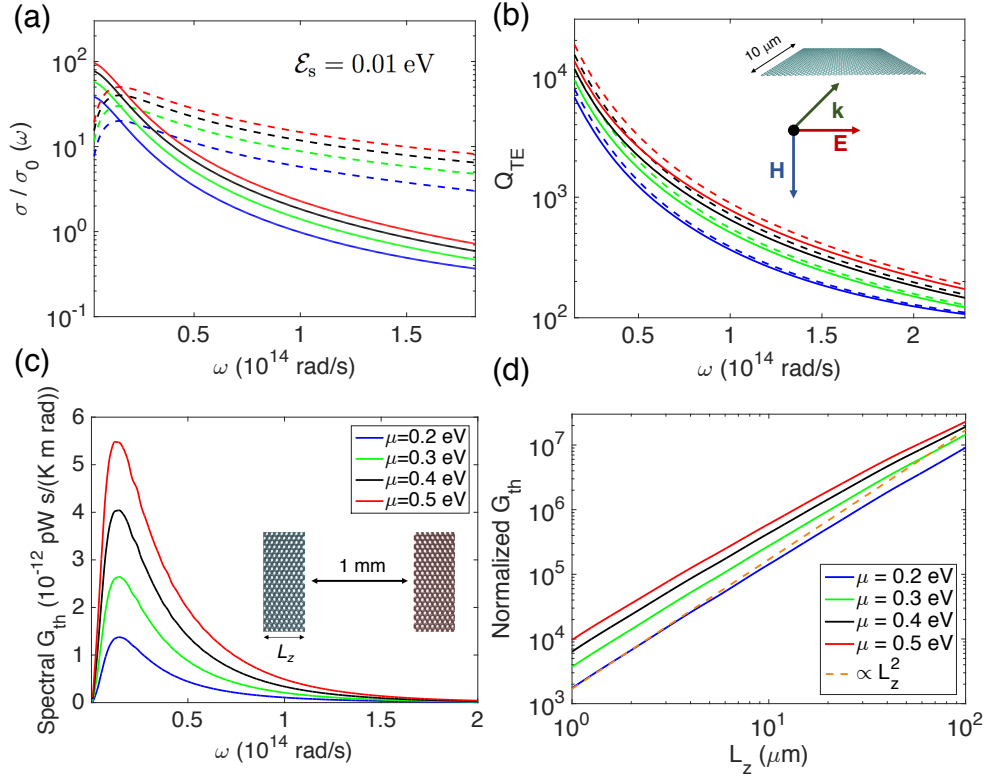 (a)
σ / σ₀ (ω)
10²
10¹
10⁰
10⁻¹
ℰₛ = 0.01 eV
0.5
1
1.5
ω (10¹⁴ rad/s)
(b)
Q_TE
10⁴
10³
10²
10 μm
k
E
H
0.5
1
1.5
2
ω (10¹⁴ rad/s)
(c)
Spectral G_th (10⁻¹² pW s/(K m rad))
6
5
4
3
2
1
0
μ=0.2 eV
μ=0.3 eV
μ=0.4 eV
μ=0.5 eV
1 mm
L_z
0.5
1
1.5
2
ω (10¹⁴ rad/s)
(d)
Normalized G_th
10⁷
10⁶
10⁵
10⁴
10³
μ = 0.2 eV
μ = 0.3 eV
μ = 0.4 eV
μ = 0.5 eV
∝ L_z²
10⁰
10¹
10²
L_z (μm)